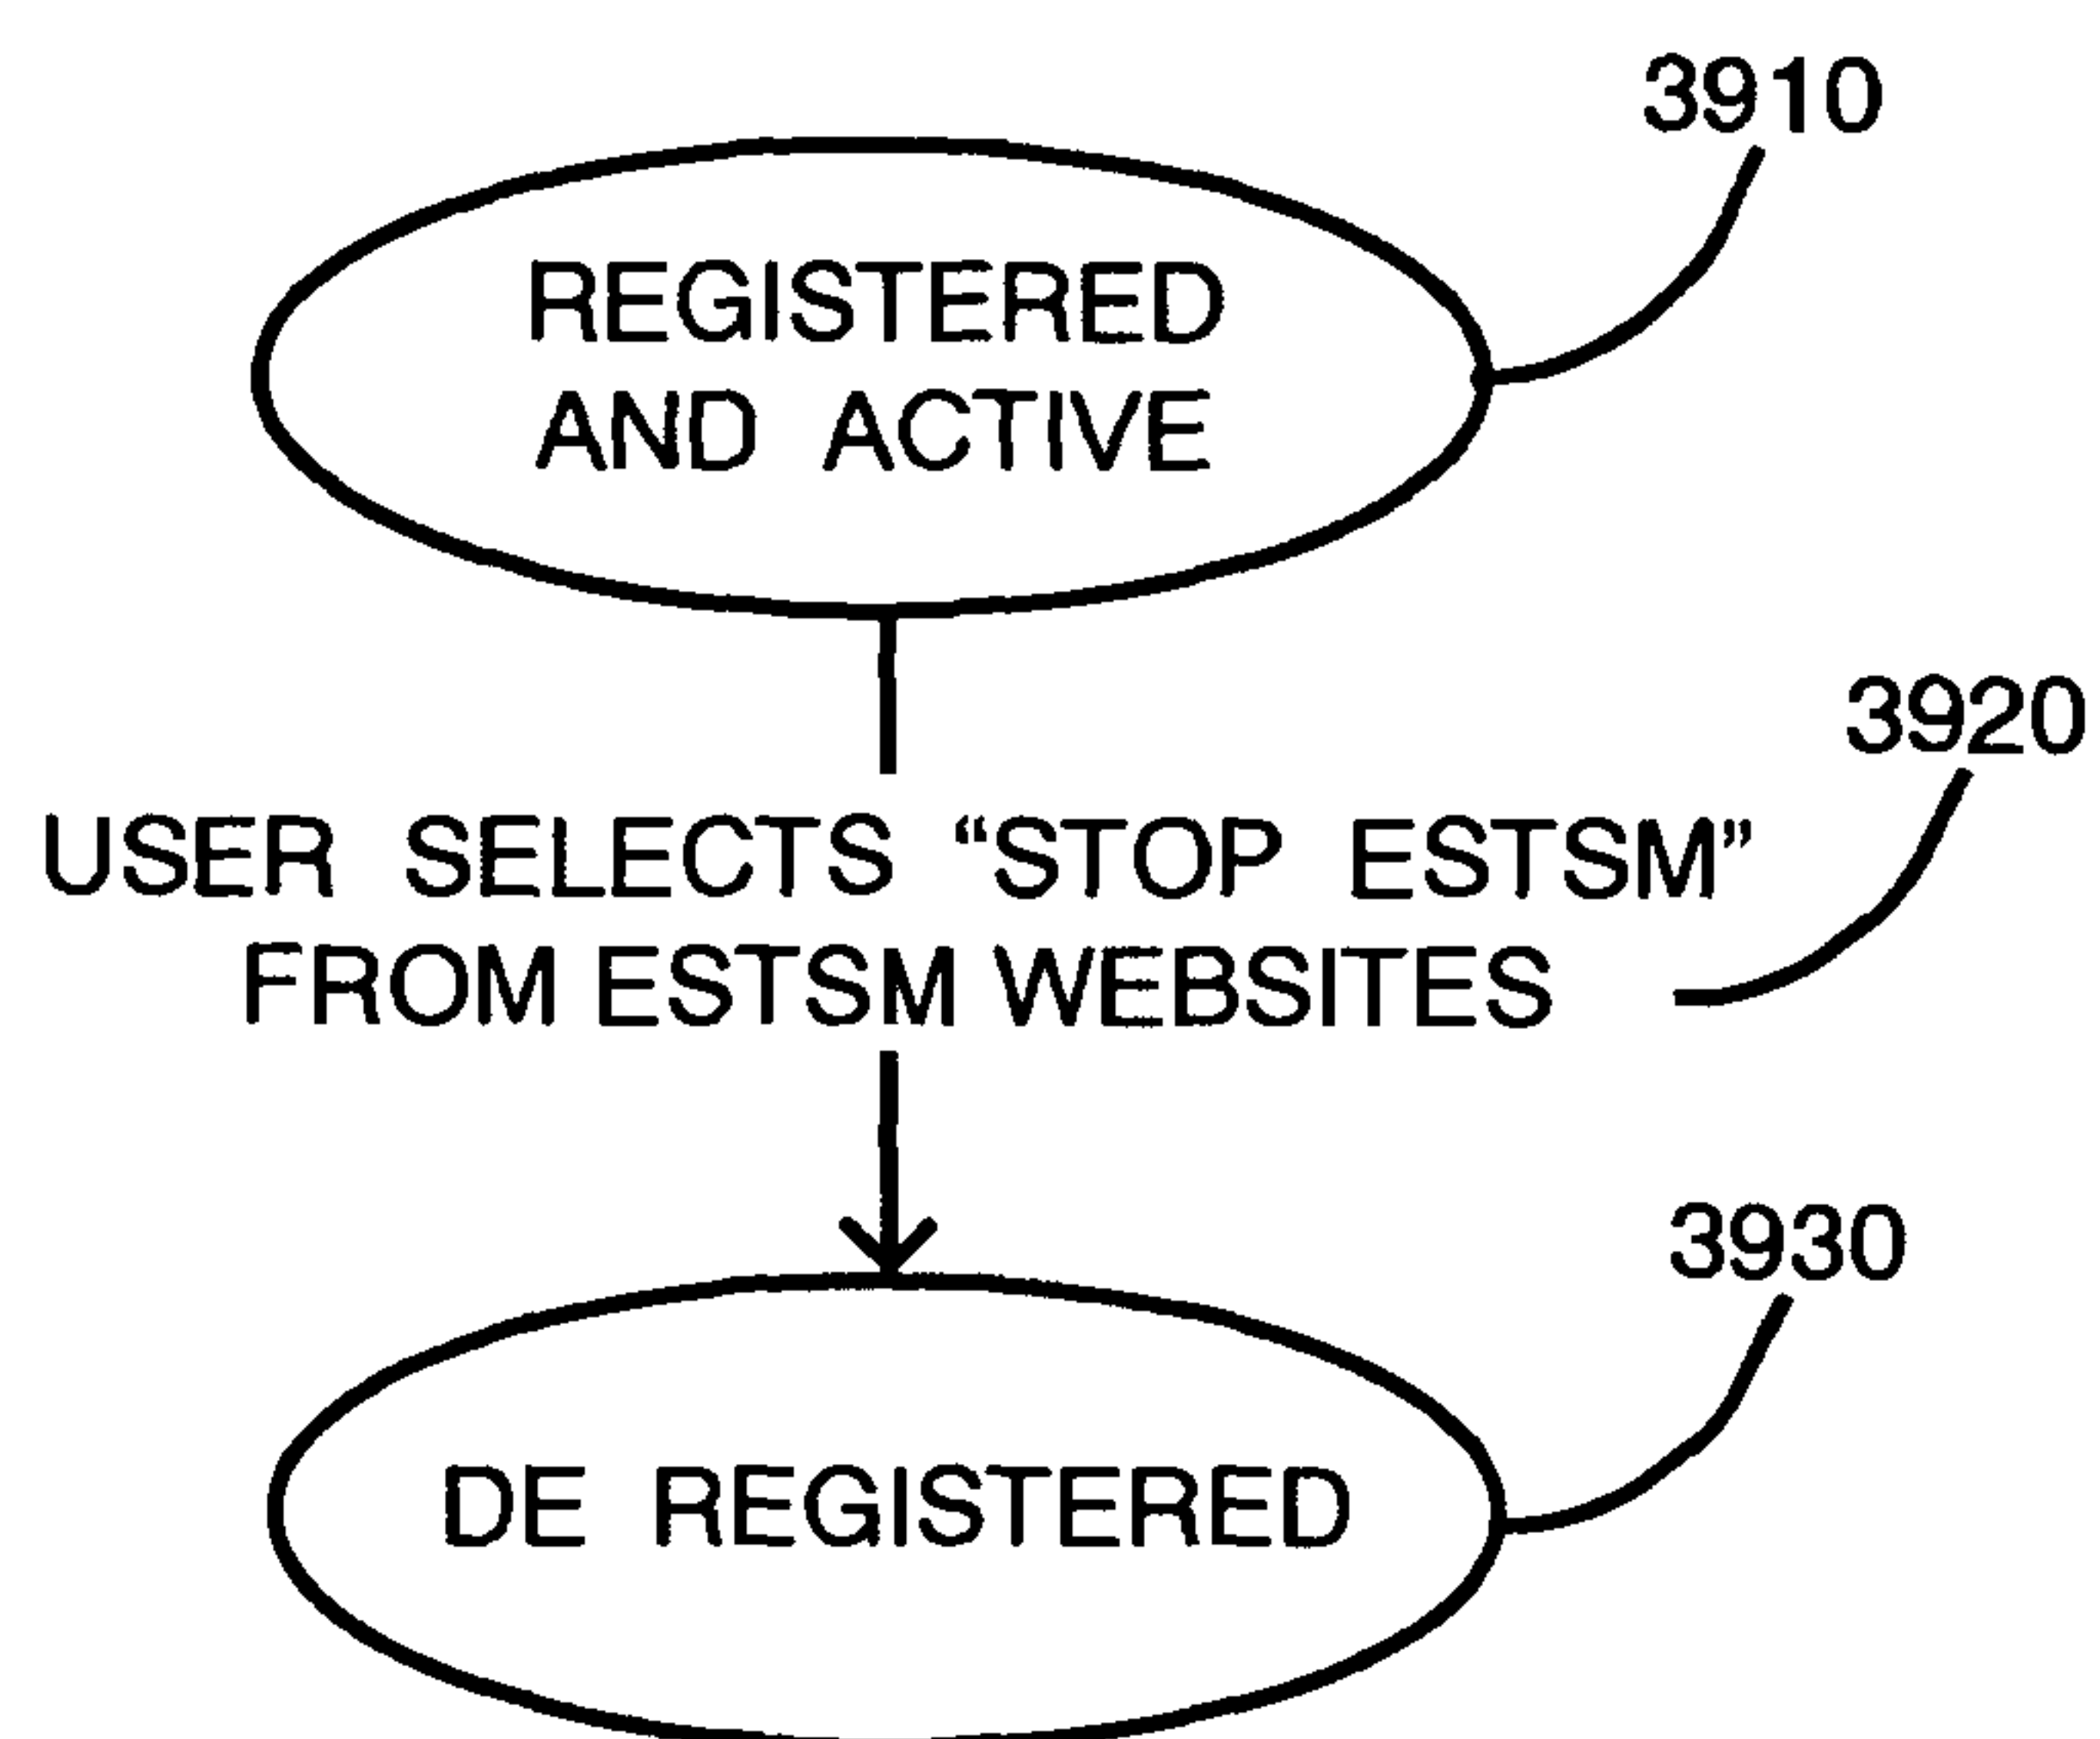 3910
REGISTERED
AND ACTIVE
3920
USER SELECTS “STOP ESTSM”
FROM ESTSM WEBSITES
3930
DE REGISTERED